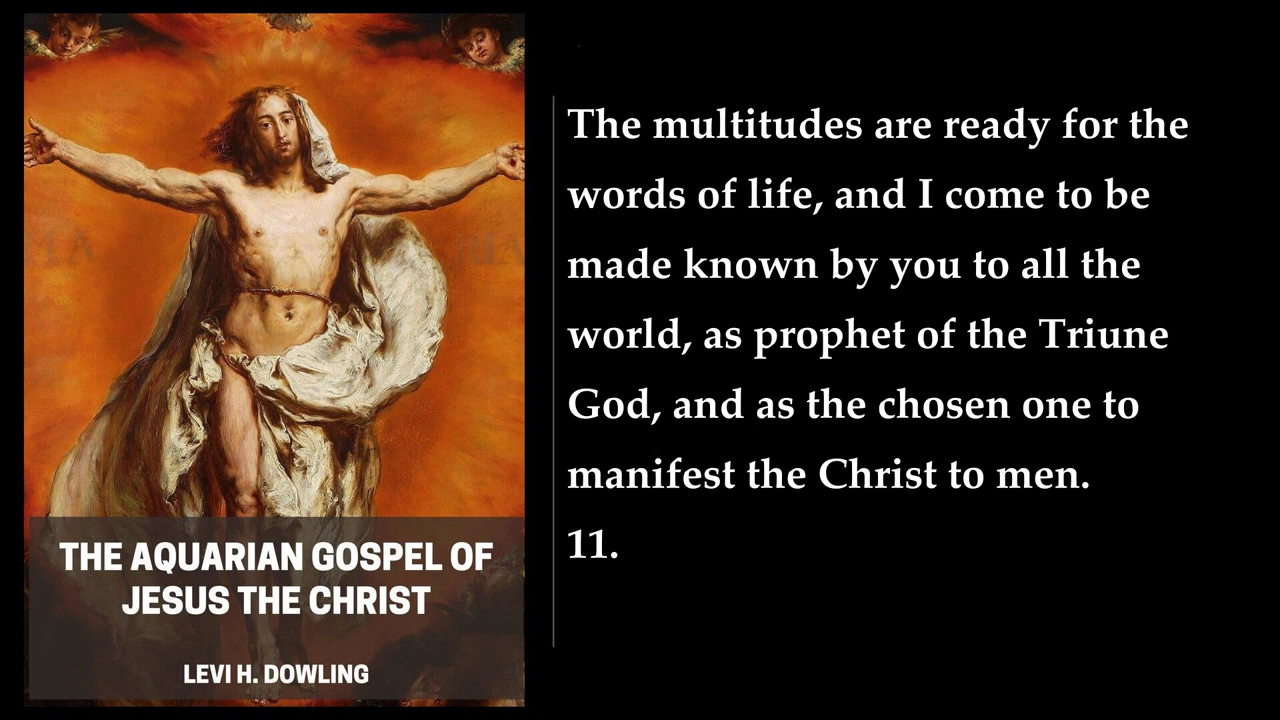 The multitudes are ready for the
words of life, and I come to be
made known by you to all the
world, as prophet of the Triune
God, and as the chosen one to
manifest the Christ to men.
11.
THE AQUARIAN GOSPEL OF
JESUS THE CHRIST
LEVI H. DOWLING